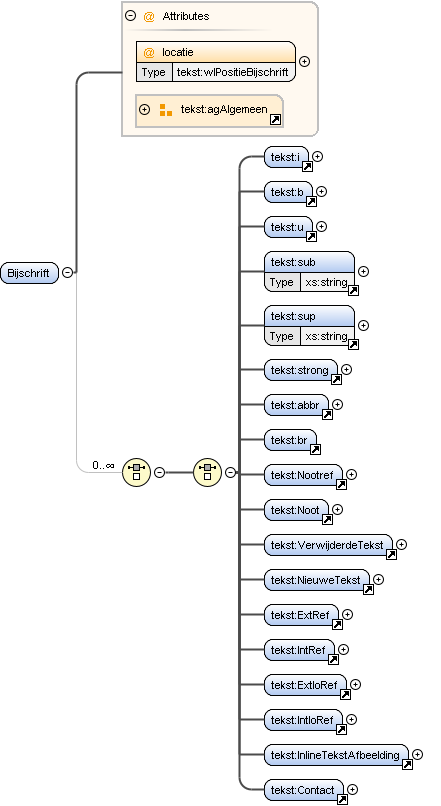 Attributes
@ locatie
Type tekst:wlPositieBijschrift
tekst:agAlgemeen
tekst:i
tekst:b
tekst:u
Bijschrift
tekst:sub
Type xs:string
tekst:sup
Type xs:string
tekst:strong
tekst:abbr
tekst:br
0..∞
tekst:Nootref
tekst:Noot
tekst:VerwijderdeTekst
tekst:NieuweTekst
tekst:ExtRef
tekst:IntRef
tekst:ExtIoRef
tekst:IntIoRef
tekst:InlineTekstAfbeelding
tekst:Contact